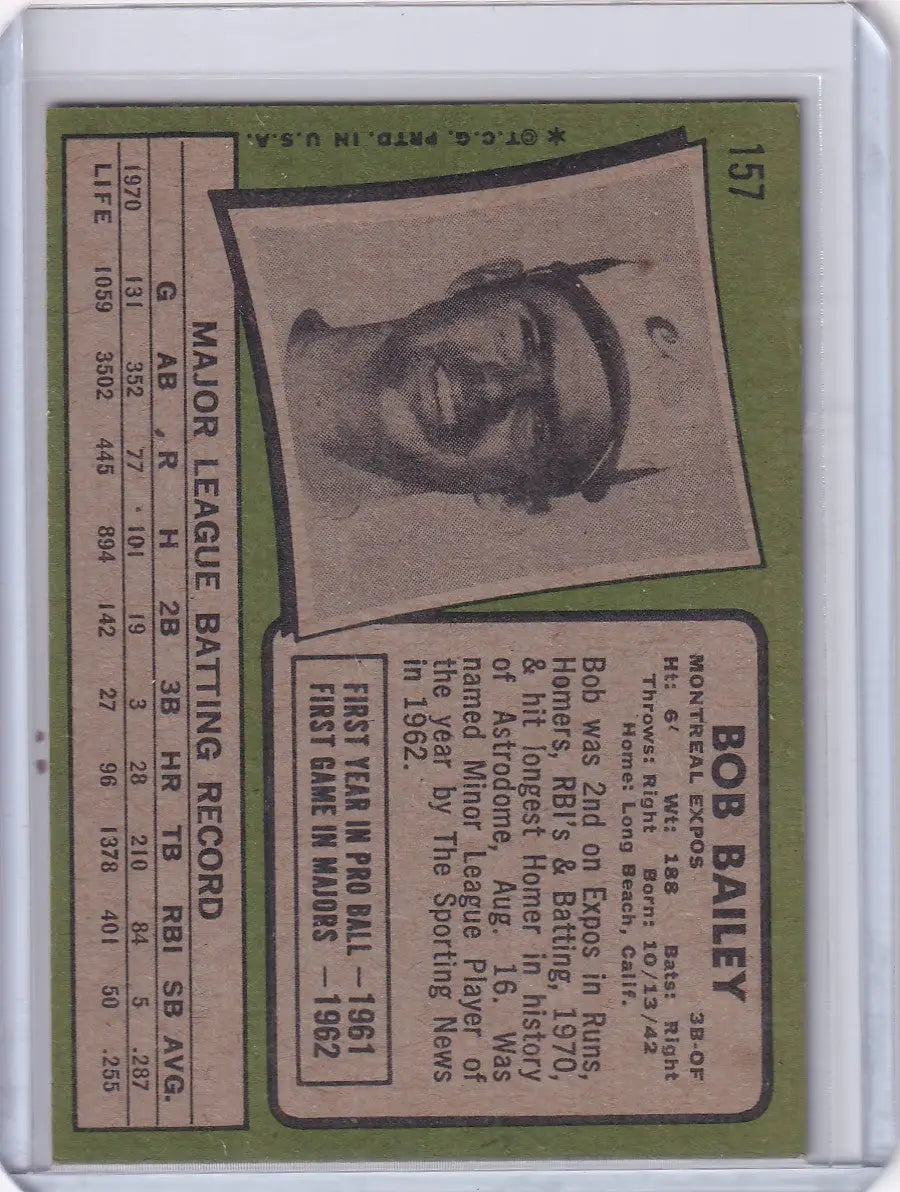 157
BOB BAILEY
MONTREAL EXPOS 3B-OF
Ht: 6' Wt: 188 Bats: Right
Throws: Right Born: 10/13/42
Home: Long Beach, Calif.
Bob was 2nd on Expos in Runs,
Homers, RBI's & Batting, 1970,
& hit longest Homer in history
of Astrodome, Aug. 16. Was
named Minor League Player of
the year by The Sporting News
in 1962.
FIRST YEAR IN PRO BALL —1961
FIRST GAME IN MAJORS —1962
*©T.C.G. PRTD. IN U.S.A.
MAJOR LEAGUE BATTING RECORD
G AB R H 2B 3B HR TB RBI SB AVG.
1970 131 352 77 101 19 3 28 210 84 5 .287
LIFE 1059 3502 445 894 142 27 96 1378 401 50 .255